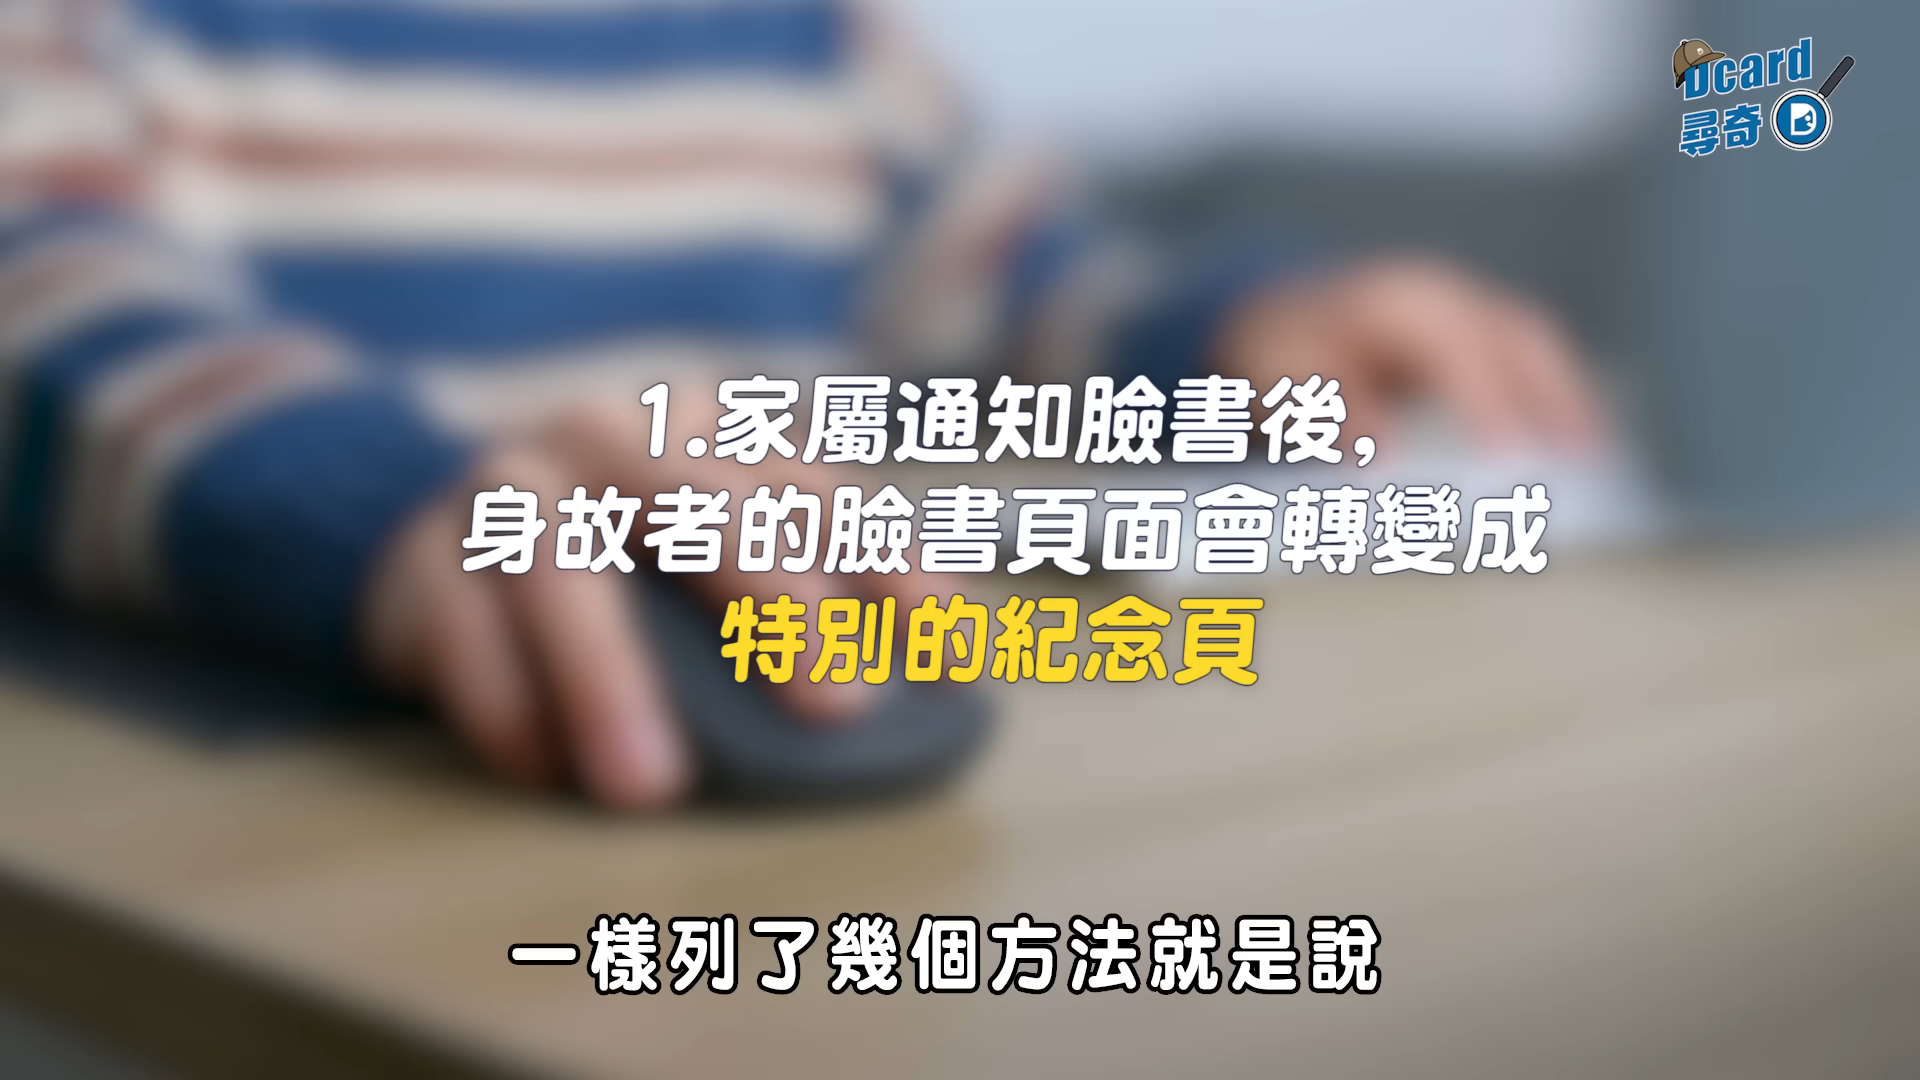 Dcard
尋奇
1.家屬通知臉書後,
身故者的臉書頁面會轉變成
特別的紀念頁
一樣列了幾個方法就是說